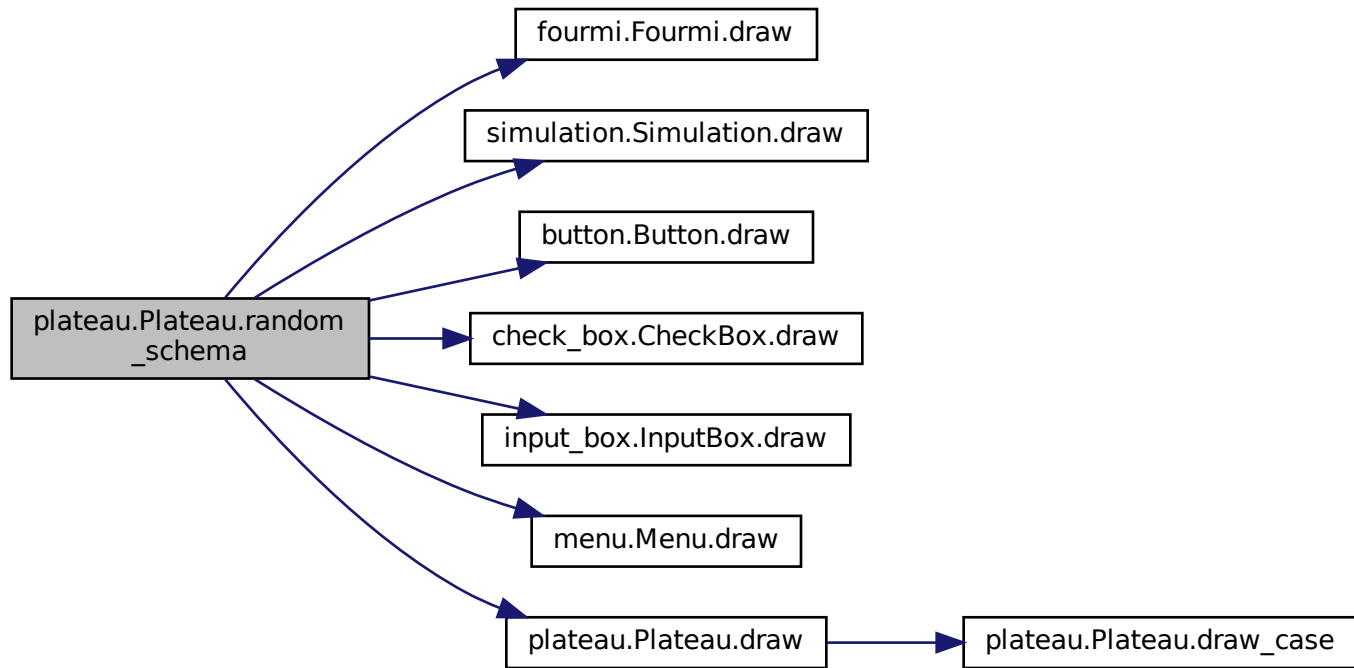 fourmi.Fourmi.draw
simulation.Simulation.draw
button.Button.draw
plateau.Plateau.random
_schema
check_box.CheckBox.draw
input_box.InputBox.draw
menu.Menu.draw
plateau.Plateau.draw
plateau.Plateau.draw_case